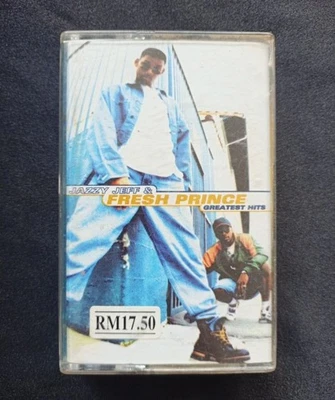 JAZZY JEFF &
FRESH PRINCE
GREATEST HITS
RM17.50